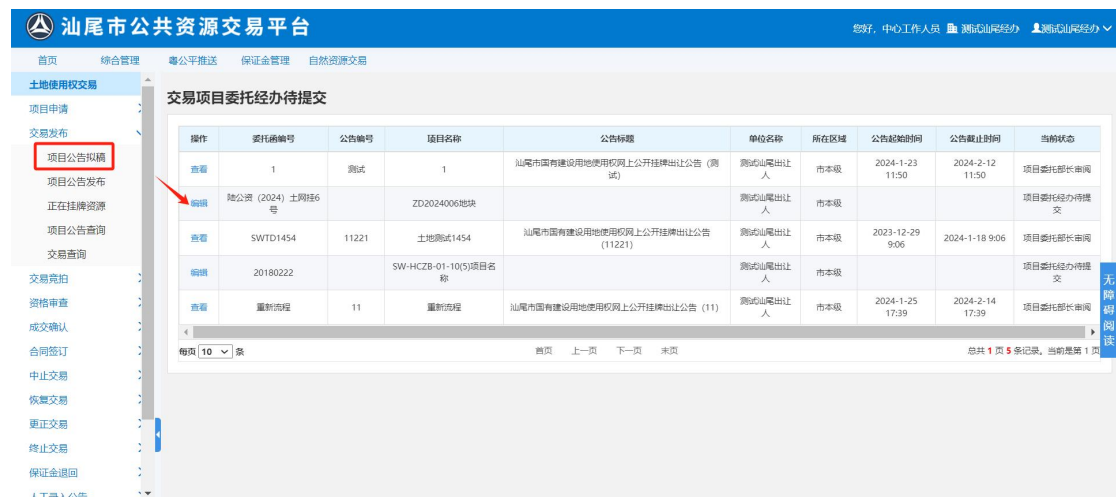 汕尾市公共资源交易平台
您好，中心工作人员 测试汕尾经办 测试汕尾经办
首页 综合管理 粤公平推送 保证金管理 自然资源交易
土地使用权交易
项目申请
交易发布
项目公告拟稿
项目公告发布
正在挂牌资源
项目公告查询
交易查询
交易竞拍
资格审查
成交确认
合同签订
中止交易
恢复交易
更正交易
终止交易
保证金退回
人工录入公告
交易项目委托经办待提交
操作 委托函编号 公告编号 项目名称 公告标题 单位名称 所在区域 公告起始时间 公告截止时间 当前状态
查看 1 测试 1 汕尾市国有建设用地使用权网上公开挂牌出让公告（测 测试汕尾出让 市本级 2024-1-23 2024-2-12 项目委托部长审阅
试） 人 11:50 11:50
编辑 陆公资（2024）土网挂6 ZD2024006地块 测试汕尾出让 市本级 项目委托经办待提
号 人 交
查看 SWTD1454 11221 土地测试1454 汕尾市国有建设用地使用权网上公开挂牌出让公告 测试汕尾出让 市本级 2023-12-29 2024-1-18 9:06 项目委托部长审阅
(11221) 人 9:06
编辑 20180222 SW-HCZB-01-10(5)项目名 测试汕尾出让 市本级 项目委托经办待提
称 人 交
查看 重新流程 11 重新流程 汕尾市国有建设用地使用权网上公开挂牌出让公告（11） 测试汕尾出让 市本级 2024-1-25 2024-2-14 项目委托部长审阅
人 17:39 17:39
每页 10 条 首页 上一页 下一页 末页 总共 1 页 5 条记录。当前是第 1 页
无障碍阅读